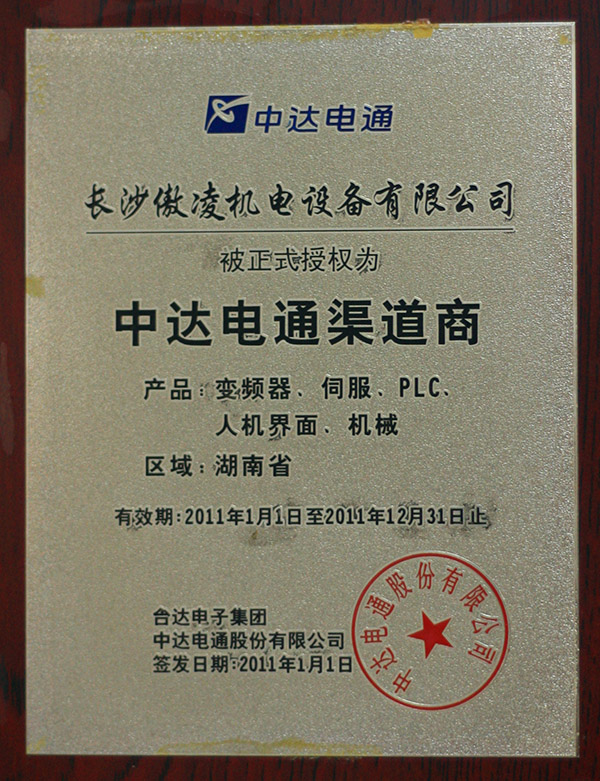 中达电通
长沙傲凌机电设备有限公司
被正式授权为
中达电通渠道商
产品:变频器、伺服、PLC、
人机界面、机械
区域:湖南省
有效期:2011年1月1日至2011年12月31日止
台达电子集团
中达电通股份有限公司
签发日期:2011年1月1日
中达电通股份有限公司